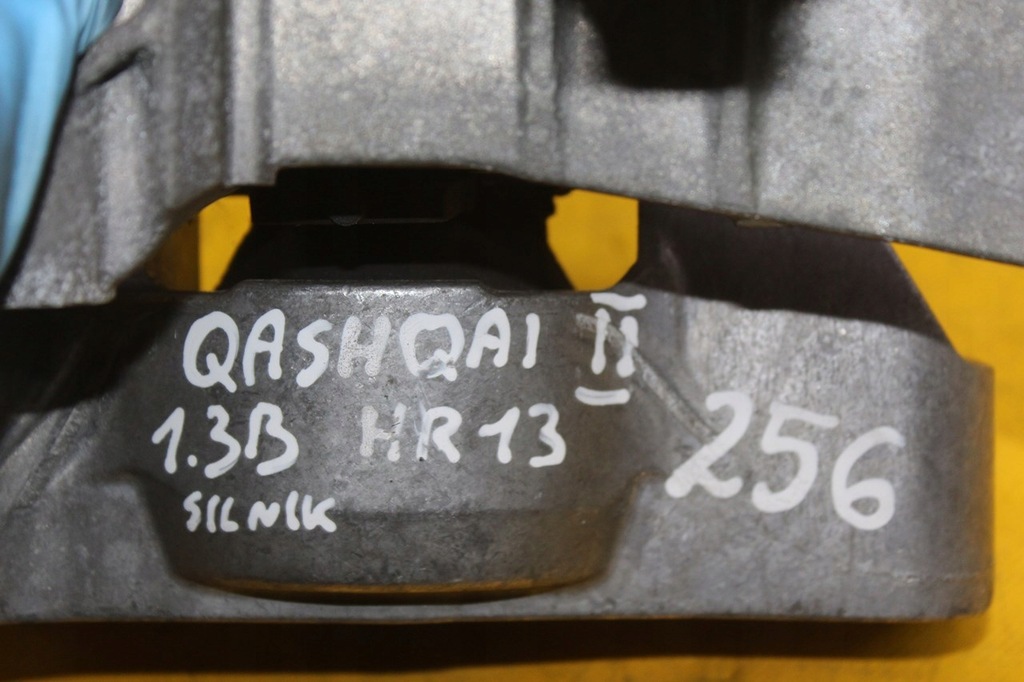 QASHQAI II
1.3B HR13
SILNIK
256